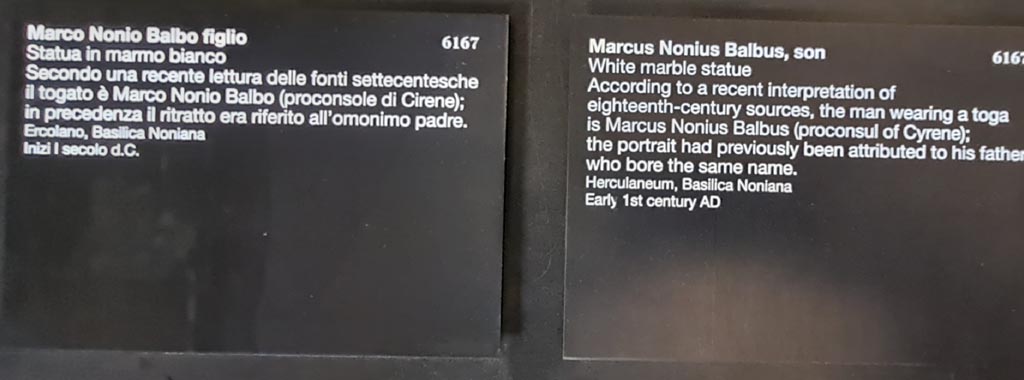 Marco Nonio Balbo figlio 6167
Statua in marmo bianco
Secondo una recente lettura delle fonti settecentesche
il togato è Marco Nonio Balbo (proconsole di Cirene);
in precedenza il ritratto era riferito all'omonimo padre.
Ercolano, Basilica Noniana
Inizi I secolo d.C.
Marcus Nonius Balbus, son 6167
White marble statue
According to a recent interpretation of
eighteenth-century sources, the man wearing a toga
is Marcus Nonius Balbus (proconsul of Cyrene);
the portrait had previously been attributed to his father
who bore the same name.
Herculaneum, Basilica Noniana
Early 1st century AD